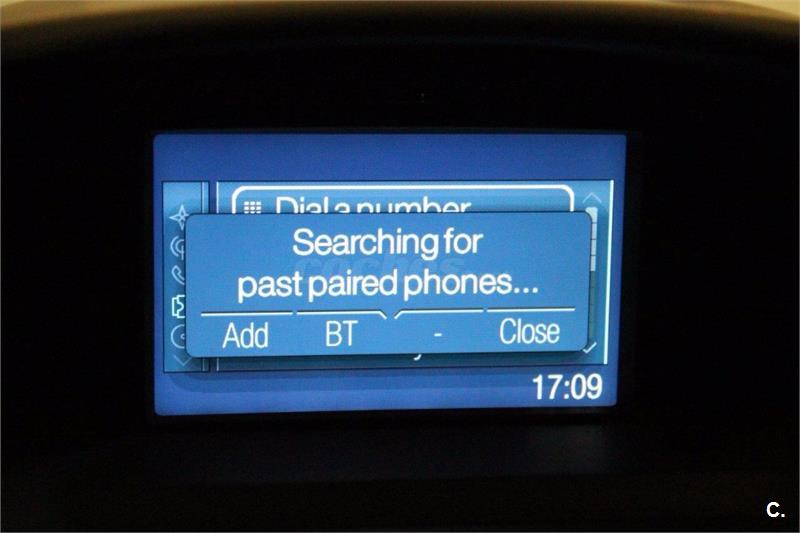 Dial a number
Searching for
past paired phones...
Add BT - Close
17:09
c.